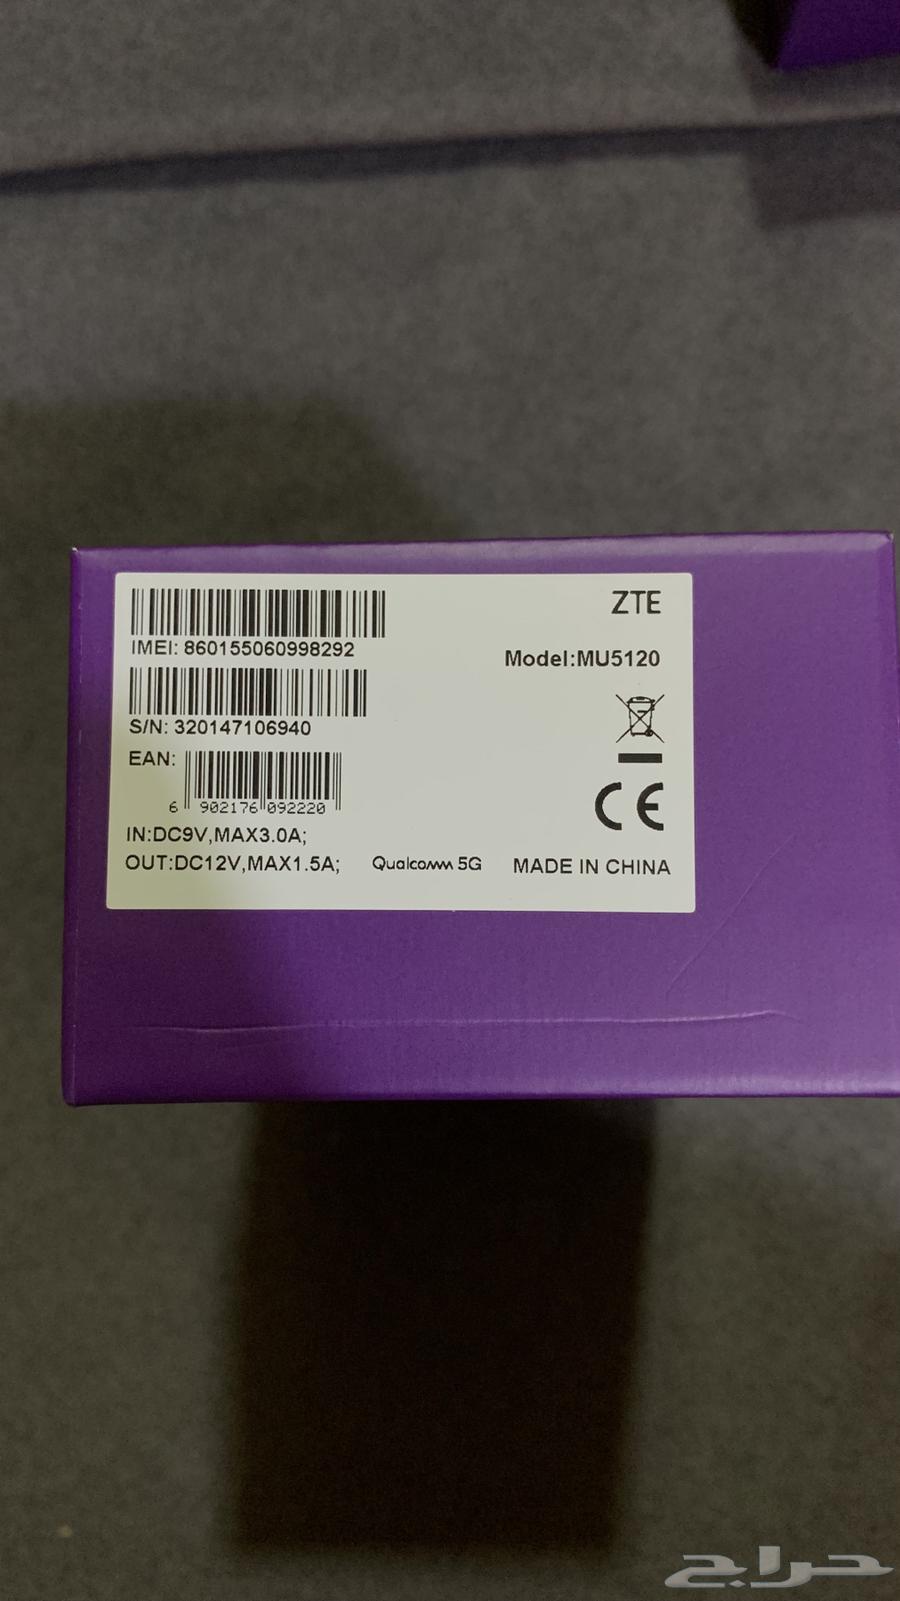 IMEI: 860155060998292
S/N: 320147106940
EAN:
6 902176 092220
IN:DC9V,MAX3.0A;
OUT:DC12V,MAX1.5A;
Qualcomm 5G
MADE IN CHINA
ZTE
Model:MU5120
CE
حراج